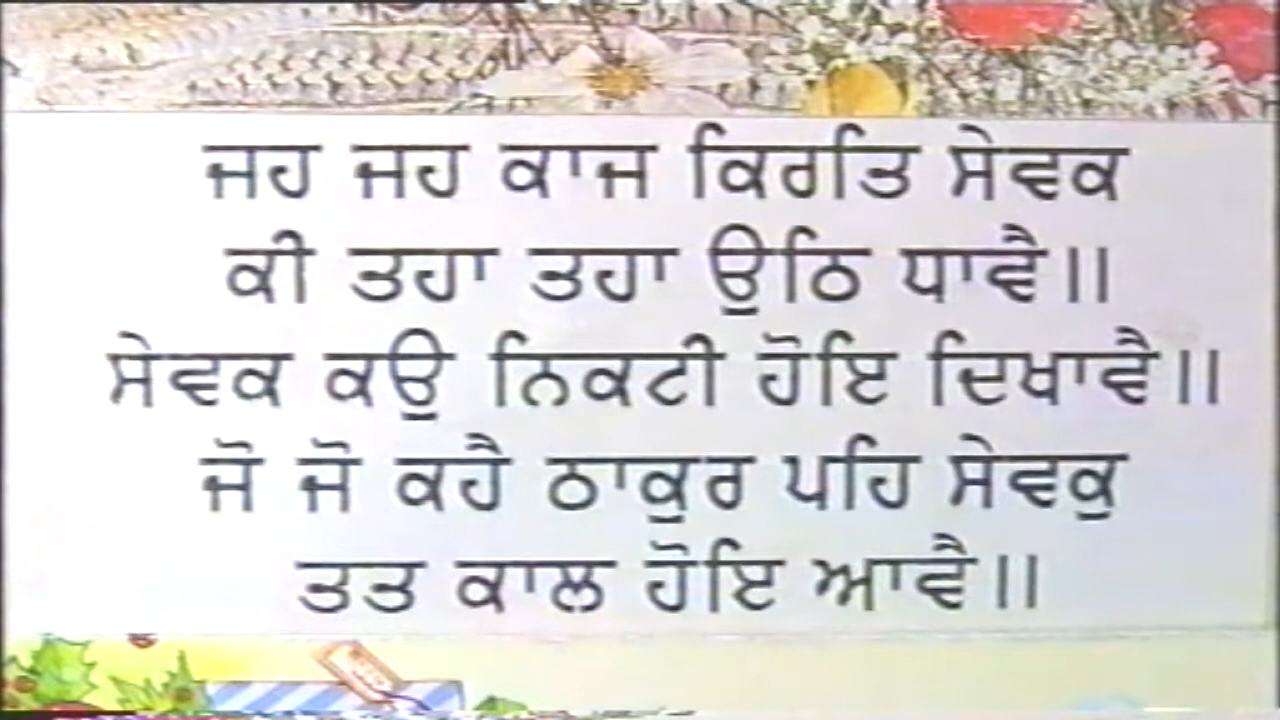 ਜਹ ਜਹ ਕਾਜ ਕਿਰਤਿ ਸੇਵਕ
ਕੀ ਤਹਾ ਤਹਾ ਉਠਿ ਧਾਵੈ॥
ਸੇਵਕ ਕਉ ਨਿਕਟੀ ਹੋਇ ਦਿਖਾਵੈ॥
ਜੋ ਜੋ ਕਹੈ ਠਾਕੁਰ ਪਹਿ ਸੇਵਕੁ
ਤਤ ਕਾਲ ਹੋਇ ਆਵੈ॥